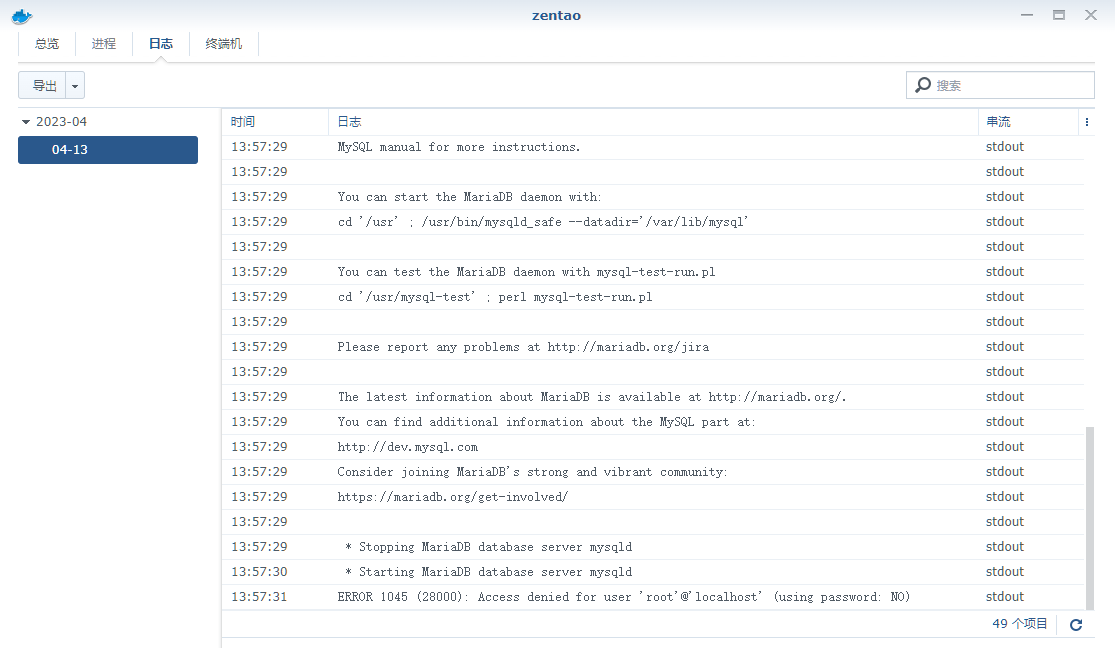 zentao
总览 进程 日志 终端机
导出 搜索
2023-04
04-13
时间 日志 串流
13:57:29 MySQL manual for more instructions. stdout
13:57:29 stdout
13:57:29 You can start the MariaDB daemon with: stdout
13:57:29 cd '/usr' ; /usr/bin/mysqld_safe --datadir='/var/lib/mysql' stdout
13:57:29 stdout
13:57:29 You can test the MariaDB daemon with mysql-test-run.pl stdout
13:57:29 cd '/usr/mysql-test' ; perl mysql-test-run.pl stdout
13:57:29 stdout
13:57:29 Please report any problems at http://mariadb.org/jira stdout
13:57:29 stdout
13:57:29 The latest information about MariaDB is available at http://mariadb.org/. stdout
13:57:29 You can find additional information about the MySQL part at: stdout
13:57:29 http://dev.mysql.com stdout
13:57:29 Consider joining MariaDB's strong and vibrant community: stdout
13:57:29 https://mariadb.org/get-involved/ stdout
13:57:29 stdout
13:57:29 * Stopping MariaDB database server mysqld stdout
13:57:30 * Starting MariaDB database server mysqld stdout
13:57:31 ERROR 1045 (28000): Access denied for user 'root'@'localhost' (using password: NO) stdout
49 个项目